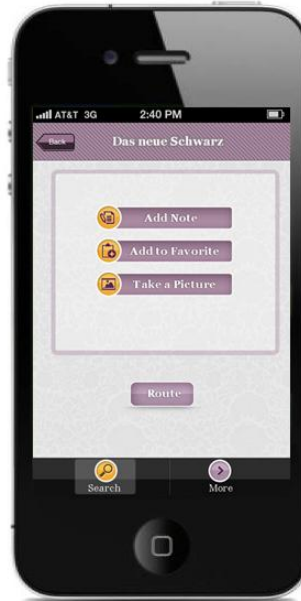 AT&T 3G 2:40 PM
Back Das neue Schwarz
Add Note
Add to Favorite
Take a Picture
Route
Search More